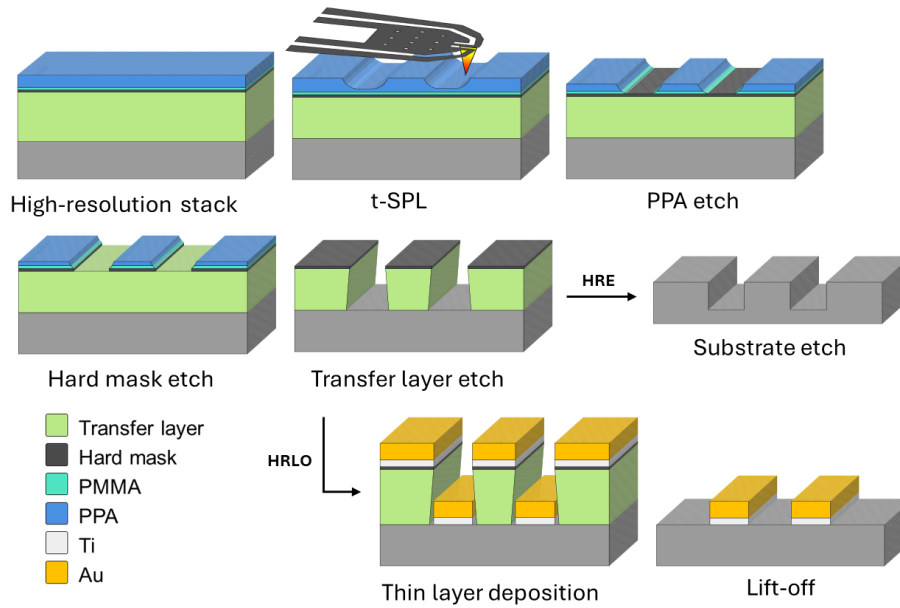 High-resolution stack
t-SPL
PPA etch
Hard mask etch
Transfer layer etch
HRE
Substrate etch
Transfer layer
Hard mask
PMMA
PPA
Ti
Au
HRLO
Thin layer deposition
Lift-off